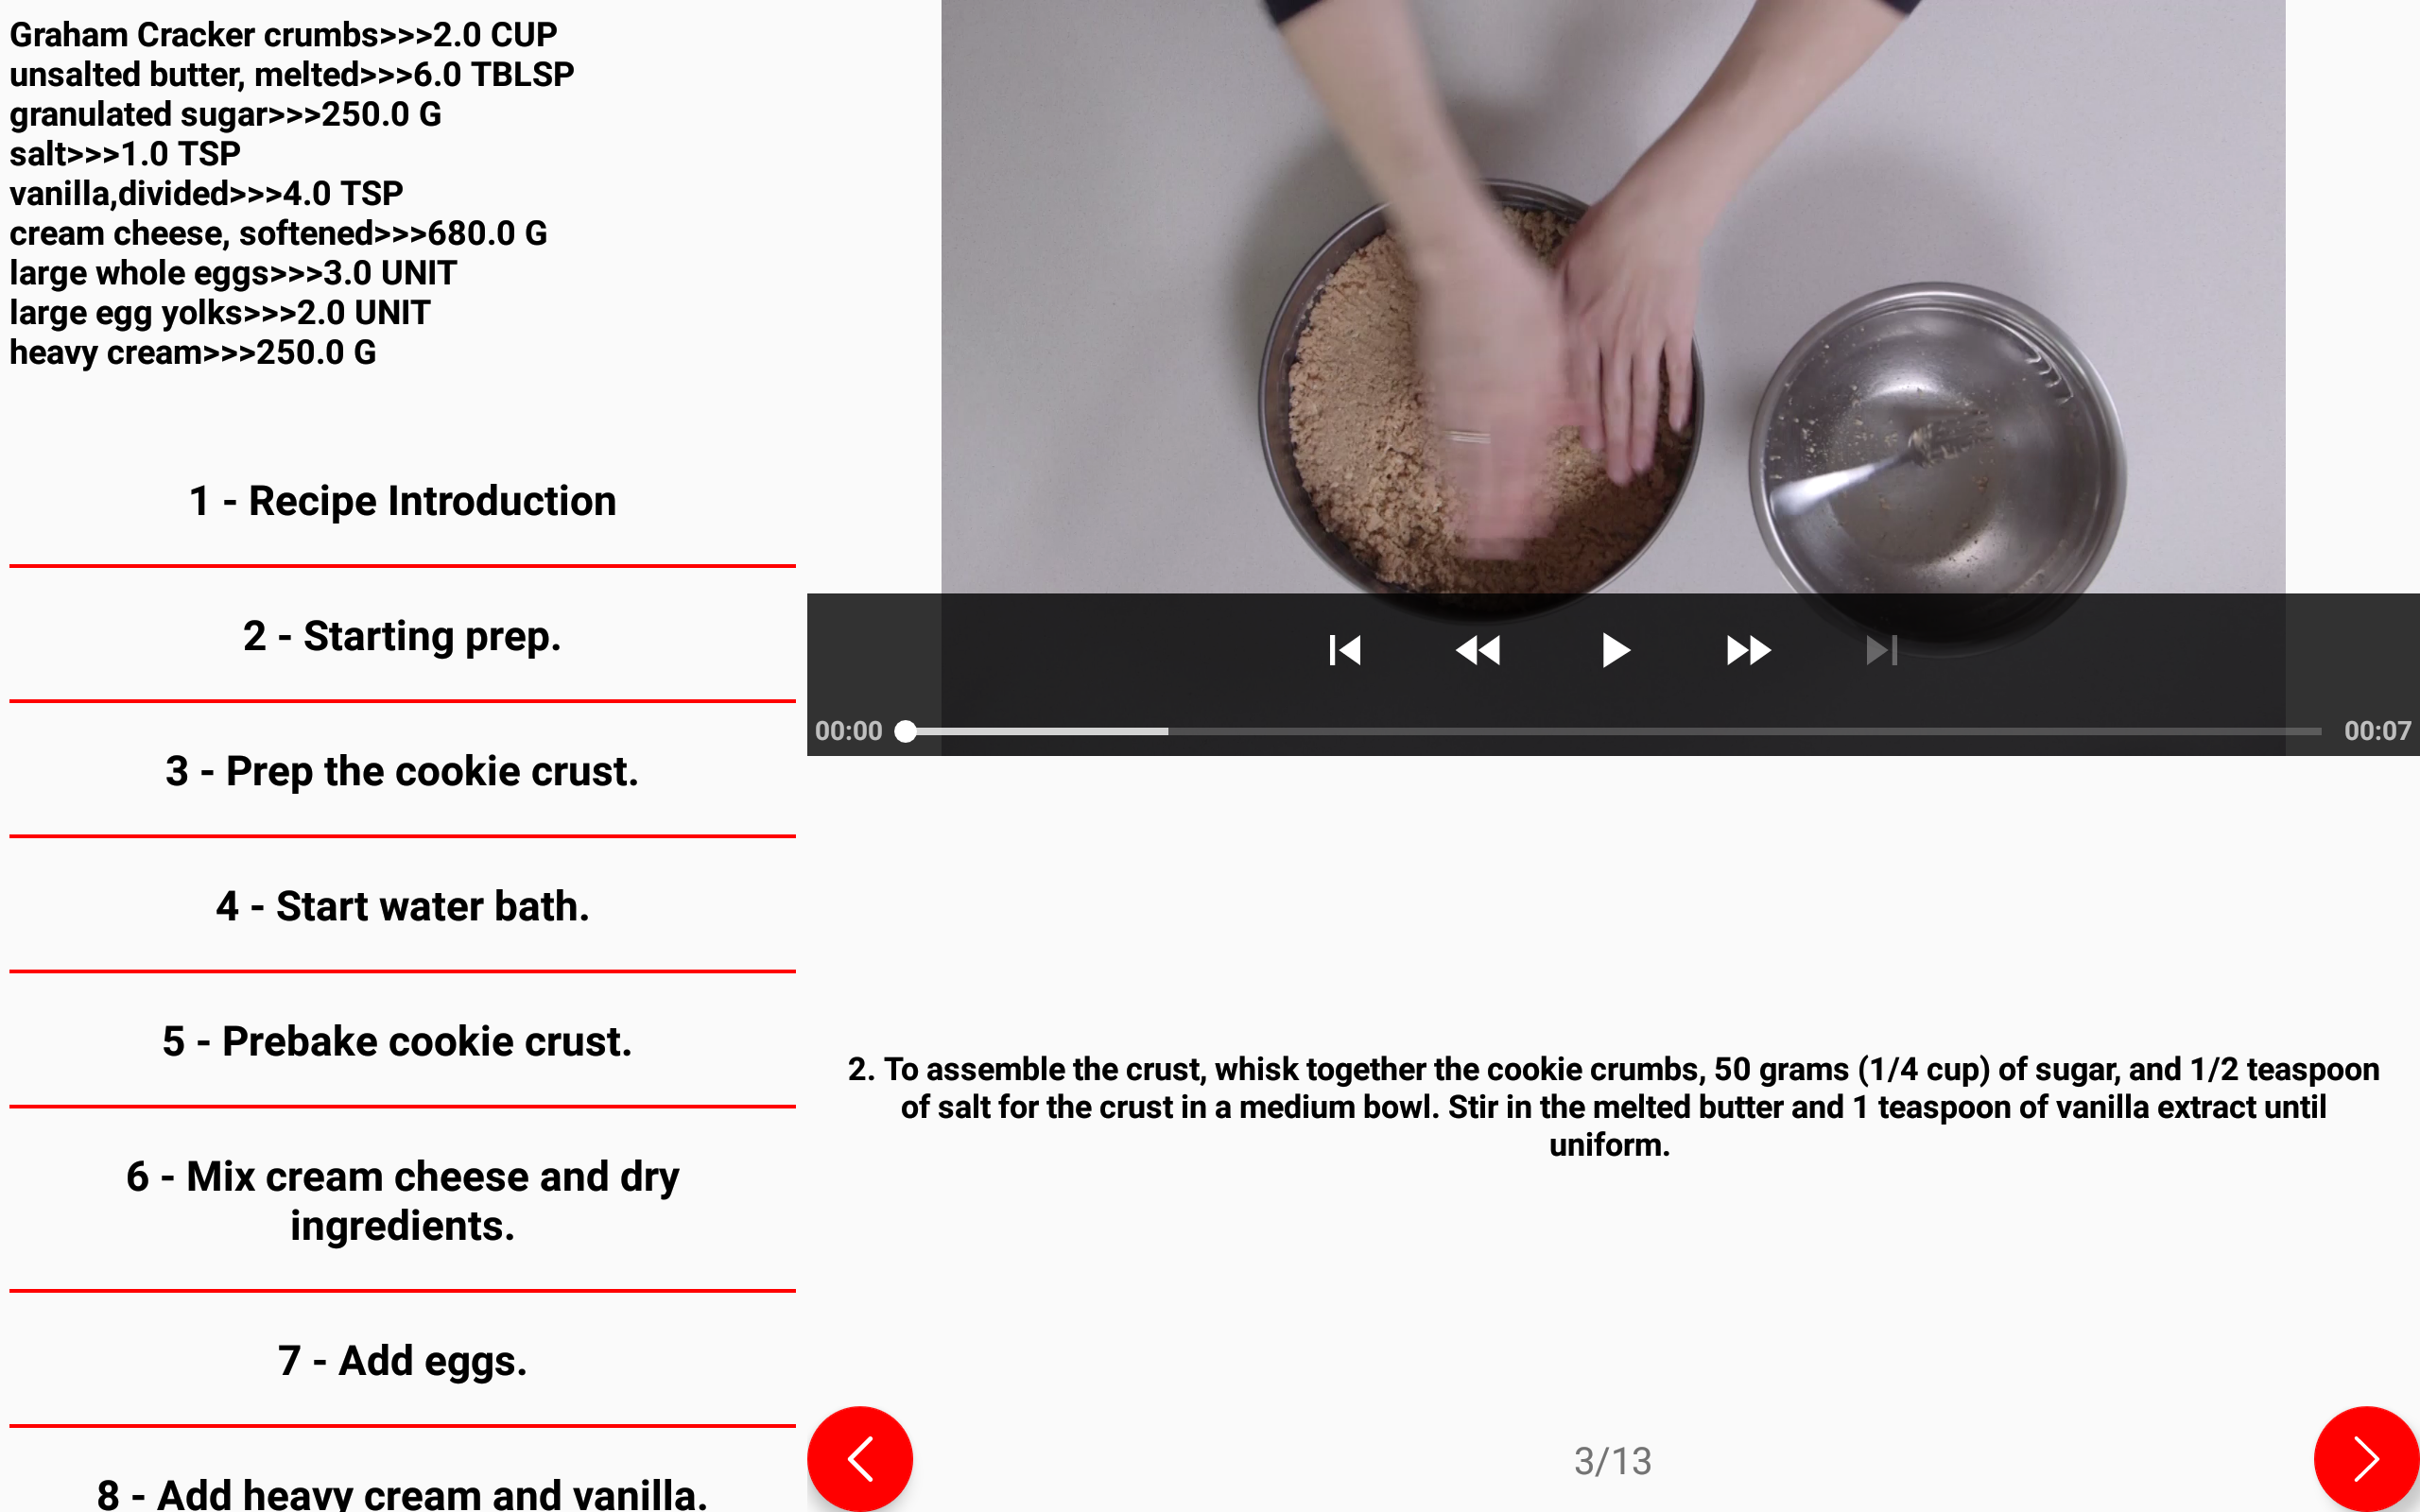 Graham Cracker crumbs>>>2.0 CUP
unsalted butter, melted>>>6.0 TBLSP
granulated sugar>>>250.0 G
salt>>>1.0 TSP
vanilla,divided>>>4.0 TSP
cream cheese, softened>>>680.0 G
large whole eggs>>>3.0 UNIT
large egg yolks>>>2.0 UNIT
heavy cream>>>250.0 G
1 - Recipe Introduction
2 - Starting prep.
3 - Prep the cookie crust.
4 - Start water bath.
5 - Prebake cookie crust.
6 - Mix cream cheese and dry
ingredients.
7 - Add eggs.
8 - Add heavy cream and vanilla.
00:00
00:07
2. To assemble the crust, whisk together the cookie crumbs, 50 grams (1/4 cup) of sugar, and 1/2 teaspoon
of salt for the crust in a medium bowl. Stir in the melted butter and 1 teaspoon of vanilla extract until
uniform.
3/13